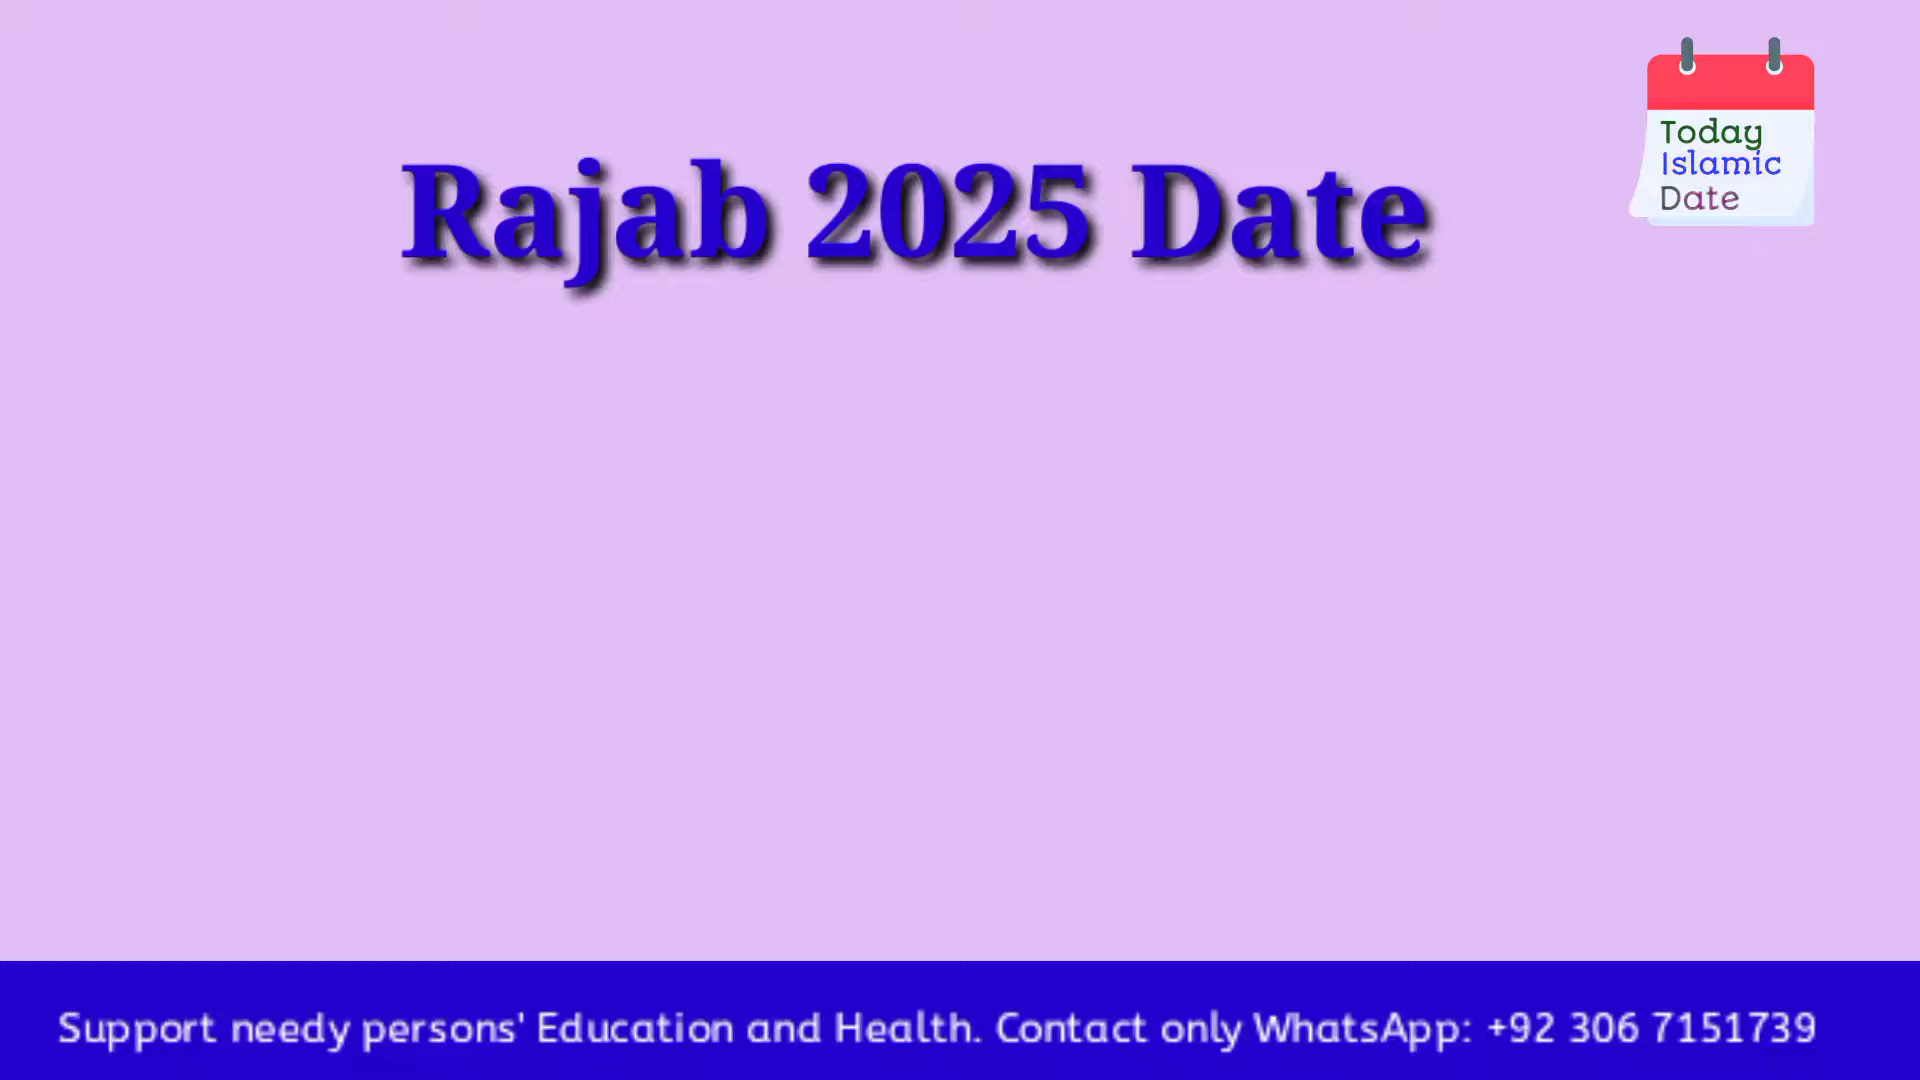 Rajab 2025 Date
Today
Islamic
Date
Support needy persons' Education and Health. Contact only WhatsApp: +92 306 7151739